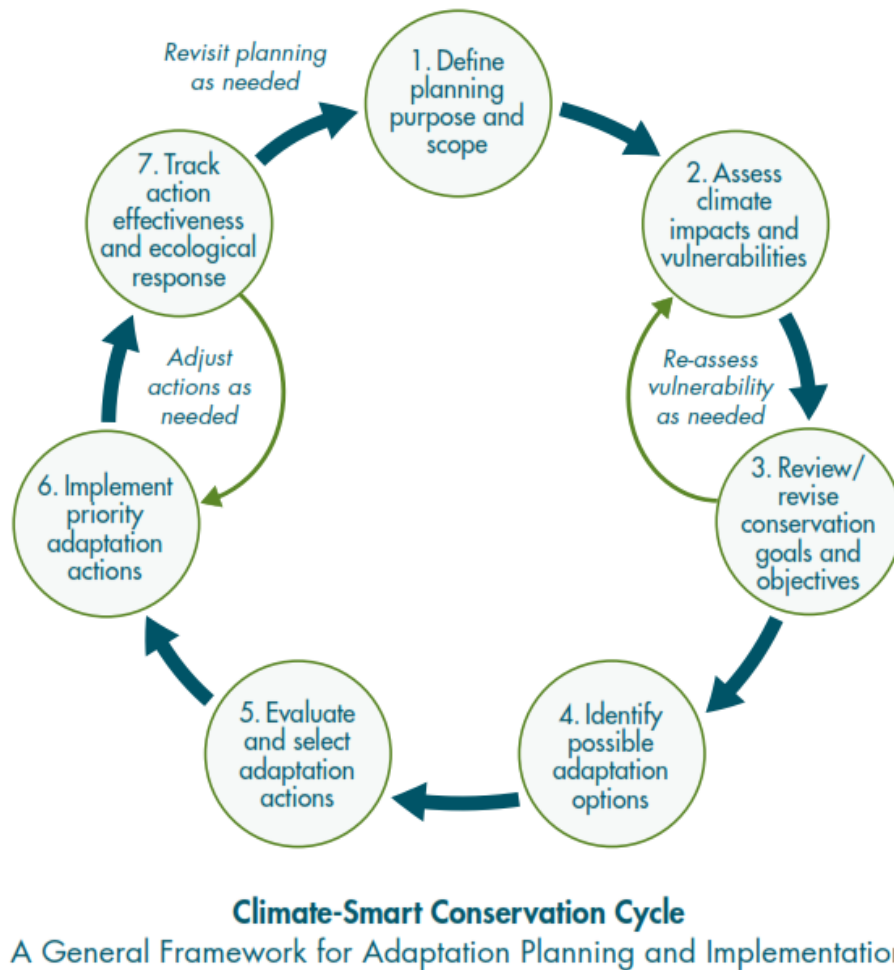 Revisit planning
as needed
1. Define
planning
purpose and
scope
2. Assess
climate
impacts and
vulnerabilities
Re-assess
vulnerability
as needed
3. Review/
revise
conservation
goals and
objectives
4. Identify
possible
adaptation
options
5. Evaluate
and select
adaptation
actions
6. Implement
priority
adaptation
actions
7. Track
action
effectiveness
and ecological
response
Adjust
actions as
needed
Climate-Smart Conservation Cycle
A General Framework for Adaptation Planning and Implementation